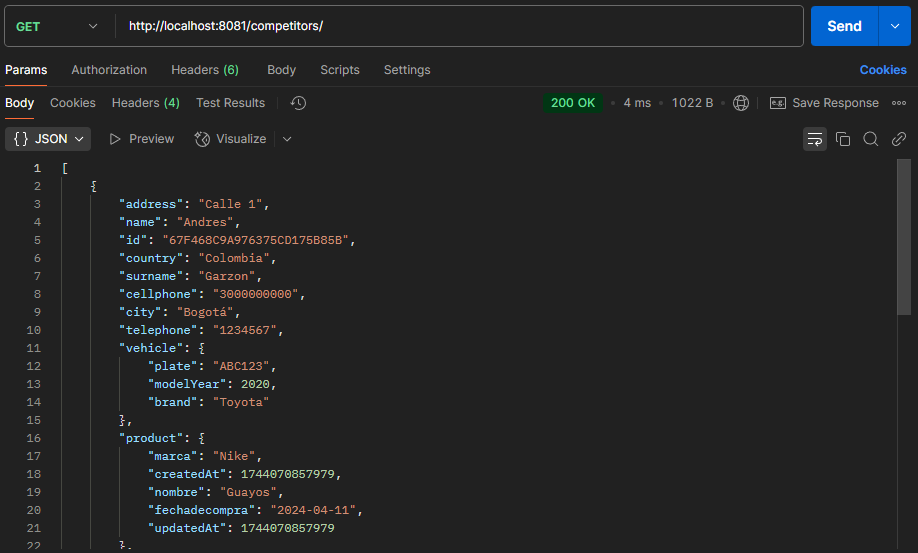 GET http://localhost:8081/competitors/ Send
Params Authorization Headers (6) Body Scripts Settings Cookies
Body Cookies Headers (4) Test Results 200 OK • 4 ms • 1022 B • e.g. Save Response
{} JSON Preview Visualize
1 [
2 {
3 "address": "Calle 1",
4 "name": "Andres",
5 "id": "67F468C9A976375CD175B85B",
6 "country": "Colombia",
7 "surname": "Garzon",
8 "cellphone": "3000000000",
9 "city": "Bogotá",
10 "telephone": "1234567",
11 "vehicle": {
12 "plate": "ABC123",
13 "modelYear": 2020,
14 "brand": "Toyota"
15 },
16 "product": {
17 "marca": "Nike",
18 "createdAt": 1744070857979,
19 "nombre": "Guayos",
20 "fechadecompra": "2024-04-11",
21 "updatedAt": 1744070857979
22 },